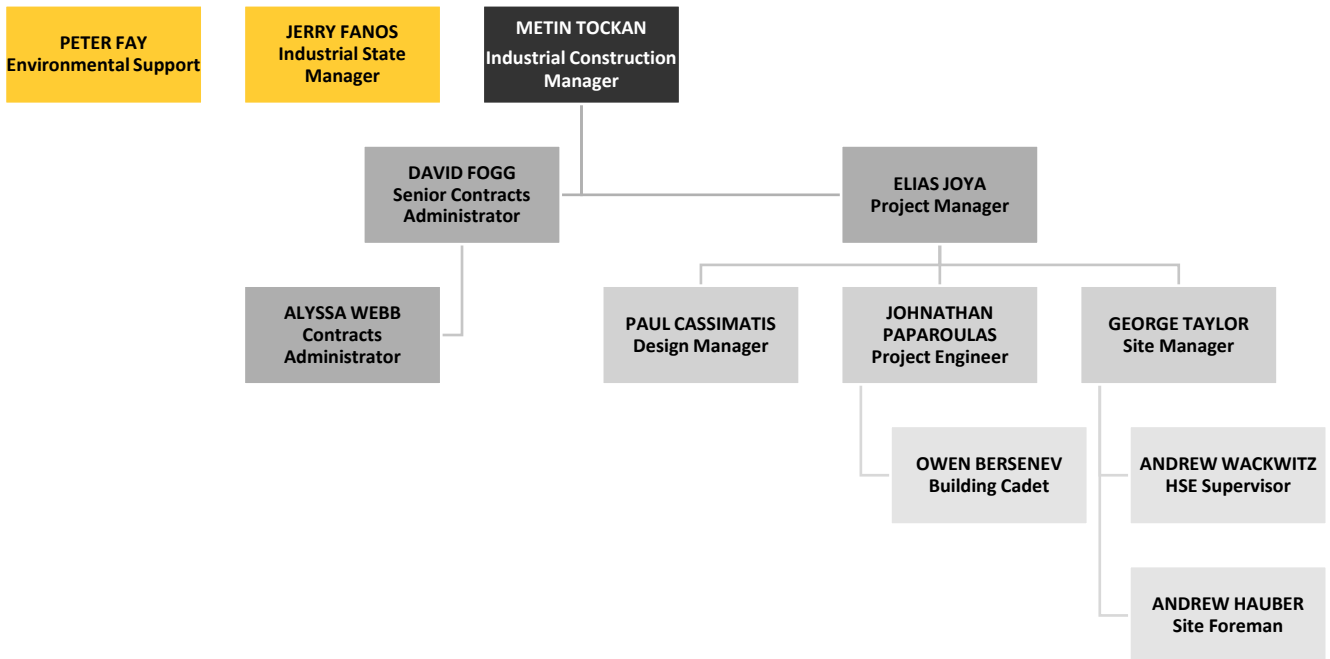 PETER FAY
Environmental Support
JERRY FANOS
Industrial State
Manager
METIN TOCKAN
Industrial Construction
Manager
DAVID FOGG
Senior Contracts
Administrator
ELIAS JOYA
Project Manager
ALYSSA WEBB
Contracts
Administrator
PAUL CASSIMATIS
Design Manager
JOHNATHAN
PAPAROULAS
Project Engineer
GEORGE TAYLOR
Site Manager
OWEN BERSENEV
Building Cadet
ANDREW WACKWITZ
HSE Supervisor
ANDREW HAUBER
Site Foreman